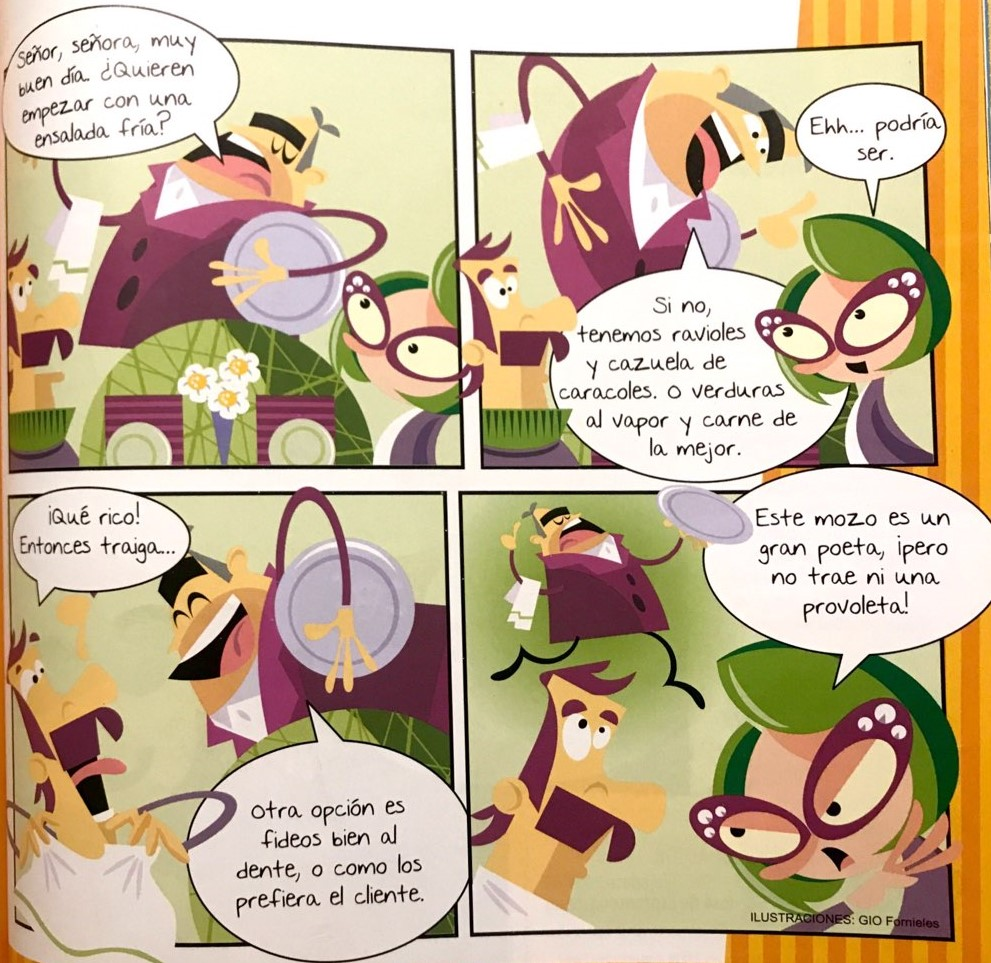 Señor, señora, muy
buen día. ¿Quieren
empezar con una
ensalada fría?
Ehh... podría
ser.
Si no,
tenemos ravioles
y cazuela de
caracoles. O verduras
al vapor y carne de
la mejor.
¡Qué rico!
Entonces traiga...
Otra opción es
fideos bien al
dente, o como los
prefiera el cliente.
Este mozo es un
gran poeta, ¡pero
no trae ni una
provoleta!
ILUSTRACIONES: GIO Fornieles